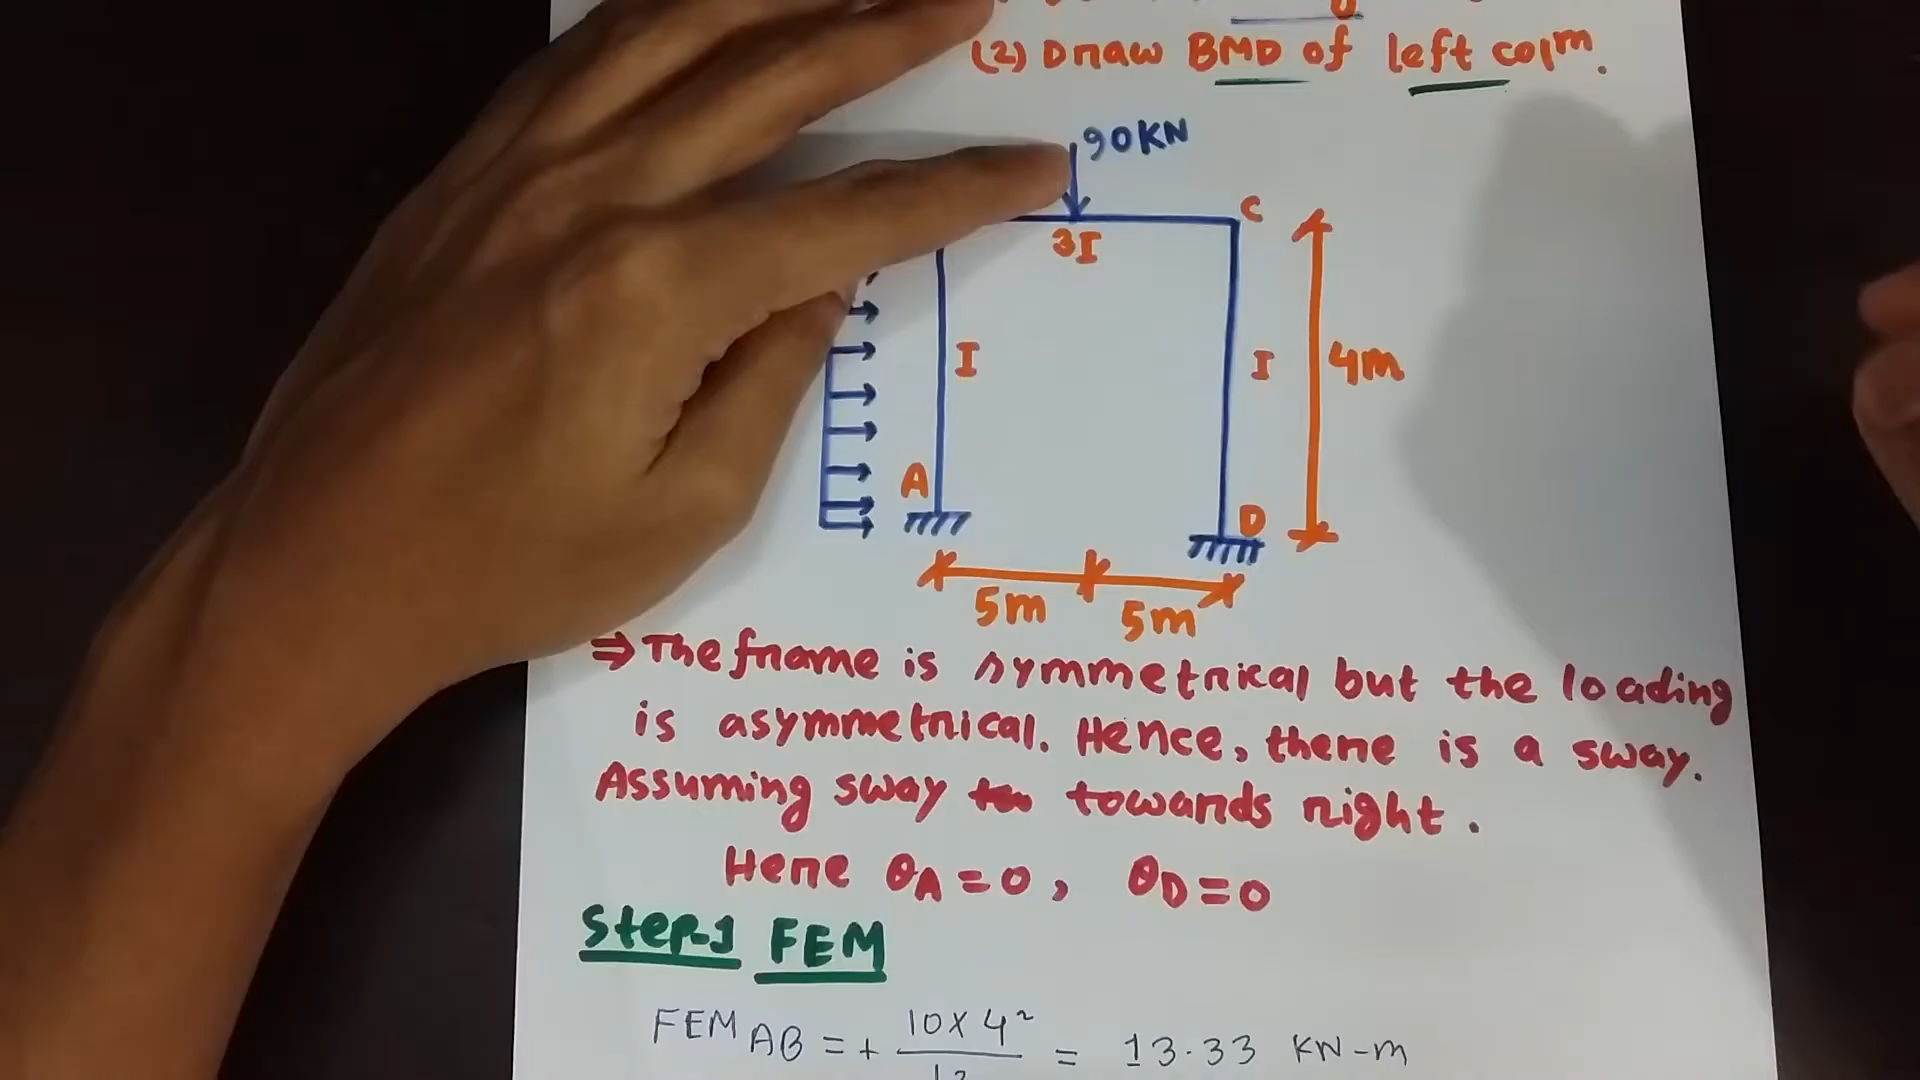 (2) Draw BMD of left colm.
90KN
C
3I
I
I
4m
A
D
5m
5m
⇒ The frame is symmetrical but the loading
is asymmetrical. Hence, there is a sway.
Assuming sway towards right.
Here θA = 0, θD = 0
Step-1 FEM
FEM AB = + 10 x 4² / 12 = 13.33 KN-m